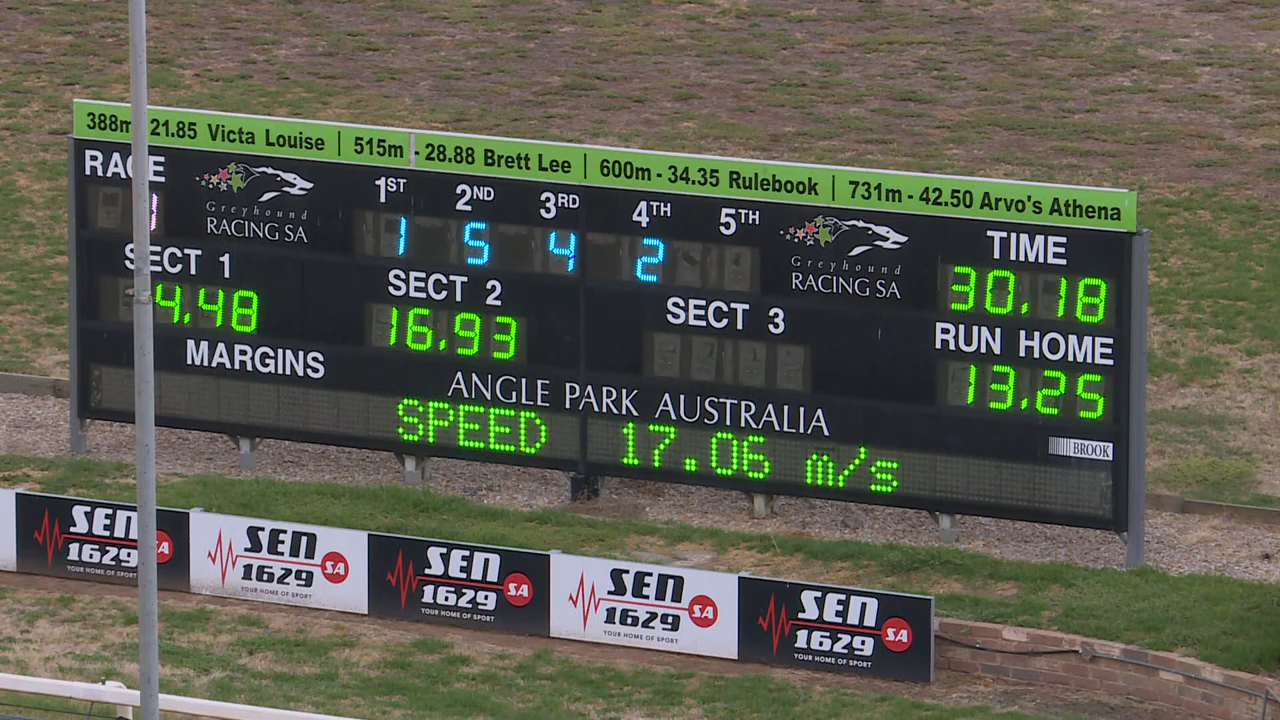 388m 21.85 Victa Louise | 515m - 28.88 Brett Lee | 600m - 34.35 Rulebook | 731m - 42.50 Arvo's Athena
RACE
Greyhound
RACING SA
1ST 2ND 3RD 4TH 5TH
1 5 4 2
Greyhound
RACING SA
TIME
30.18
SECT 1
4.48
SECT 2
16.93
SECT 3
RUN HOME
13.25
MARGINS
ANGLE PARK AUSTRALIA
SPEED 17.06 m/s
BROOK
SEN
1629 SA
YOUR HOME OF SPORT
SEN
1629 SA
YOUR HOME OF SPORT
SEN
1629 SA
YOUR HOME OF SPORT
SEN
1629 SA
YOUR HOME OF SPORT
SEN
1629 SA
YOUR HOME OF SPORT